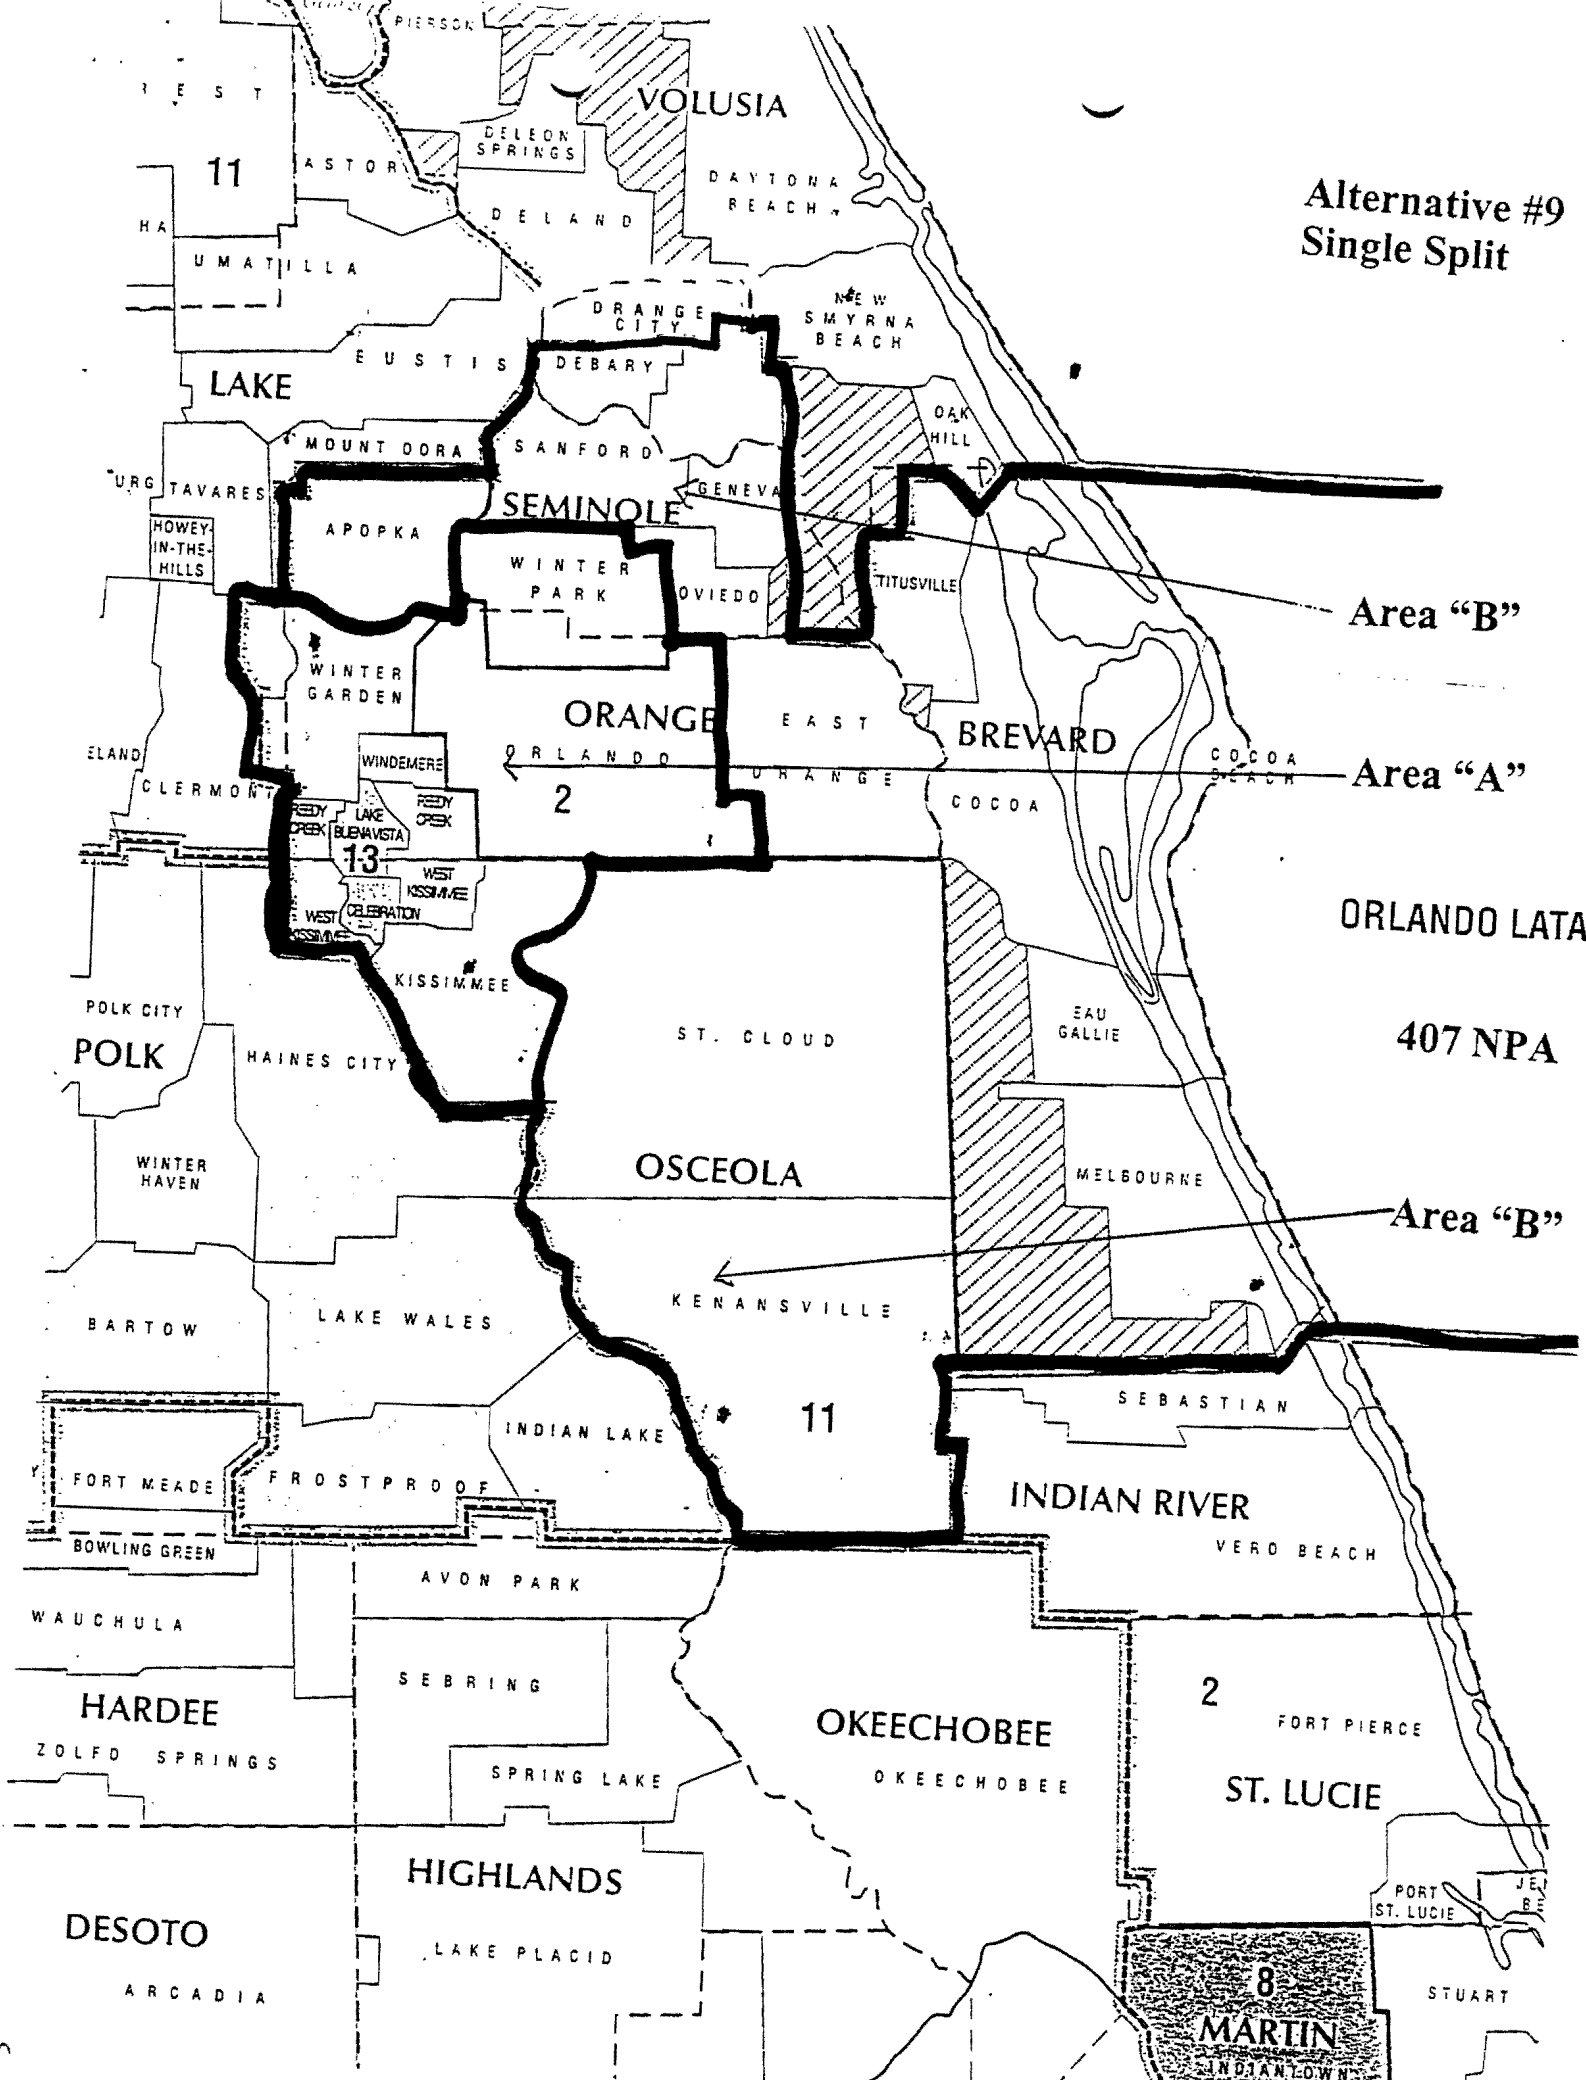 PIERSON
VOLUSIA
R E S T
DELEON
SPRINGS
11
ASTOR
DAYTONA
BEACH
Alternative #9
Single Split
DELAND
HA
UMATILLA
NEW
SMYRNA
BEACH
ORANGE
CITY
EUSTIS
DEBARY
LAKE
OAK
HILL
MOUNT DORA
SANFORD
URG
TAVARES
GENEVA
SEMINOLE
APOPKA
HOWEY-
IN-THE-
HILLS
WINTER
PARK
OVIEDO
TITUSVILLE
Area “B”
WINTER
GARDEN
ORANGE
EAST
ORANGE
BREVARD
ELAND
ORLANDO
WINDEMERE
COCOA
BEACH
Area “A”
CLERMONT
2
COCOA
REEDY
CREEK
LAKE
BUENAVISTA
REEDY
CREEK
13
WEST
KISSIMMEE
CELEBRATION
WEST
KISSIMMEE
ORLANDO LATA
KISSIMMEE
POLK CITY
EAU
GALLIE
ST. CLOUD
407 NPA
POLK
HAINES CITY
WINTER
HAVEN
OSCEOLA
MELBOURNE
Area “B”
KENANSVILLE
BARTOW
LAKE WALES
SEBASTIAN
11
INDIAN LAKE
Y
FORT MEADE
FROSTPROOF
INDIAN RIVER
BOWLING GREEN
VERO BEACH
AVON PARK
WAUCHULA
SEBRING
2
HARDEE
FORT PIERCE
OKEECHOBEE
ZOLFO SPRINGS
SPRING LAKE
OKEECHOBEE
ST. LUCIE
HIGHLANDS
PORT
ST. LUCIE
JE
BE
DESOTO
LAKE PLACID
ARCADIA
8
STUART
MARTIN
INDIANTOWN